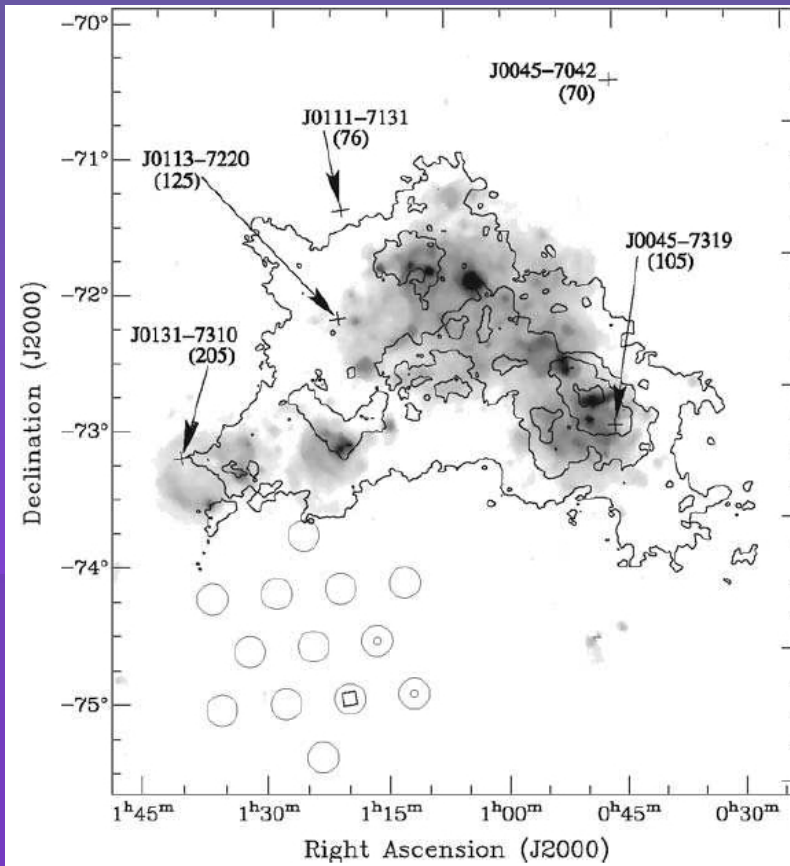 −70°
J0045−7042
(70)
J0111−7131
(76)
−71°
J0113−7220
(125)
J0045−7319
(105)
−72°
J0131−7310
(205)
−73°
−74°
−75°
Declination (J2000)
1ʰ45ᵐ 1ʰ30ᵐ 1ʰ15ᵐ 1ʰ00ᵐ 0ʰ45ᵐ 0ʰ30ᵐ
Right Ascension (J2000)